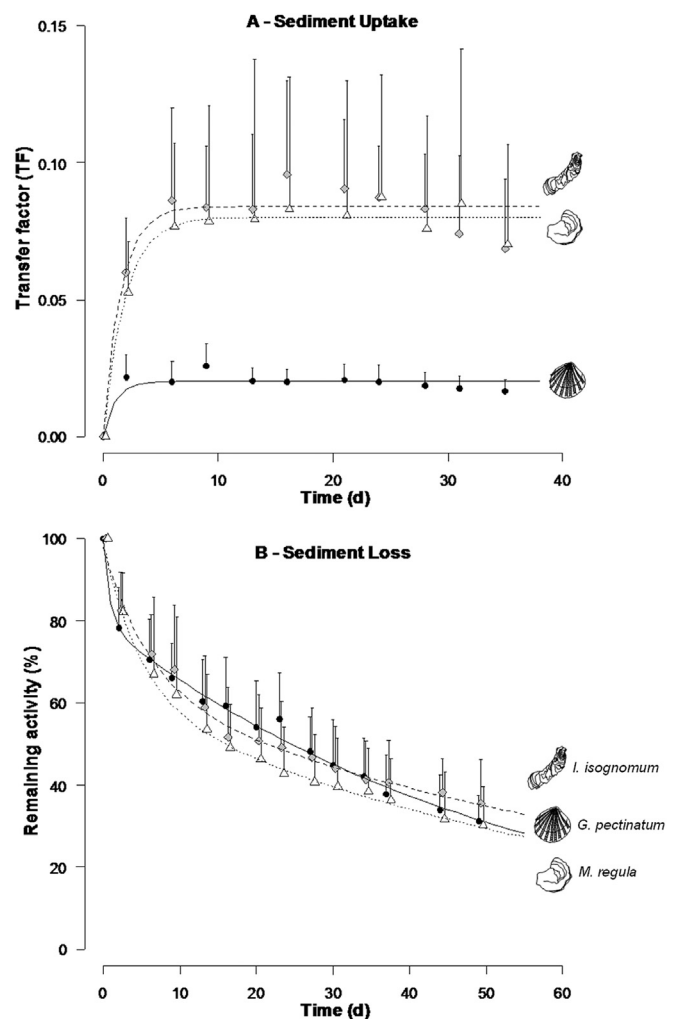 A - Sediment Uptake
Transfer factor (TF)
0.15
0.10
0.05
0.00
0 10 20 30 40
Time (d)
B - Sediment Loss
Remaining activity (%)
100
80
60
40
20
0
I. isognomum
G. pectinatum
M. regula
0 10 20 30 40 50 60
Time (d)